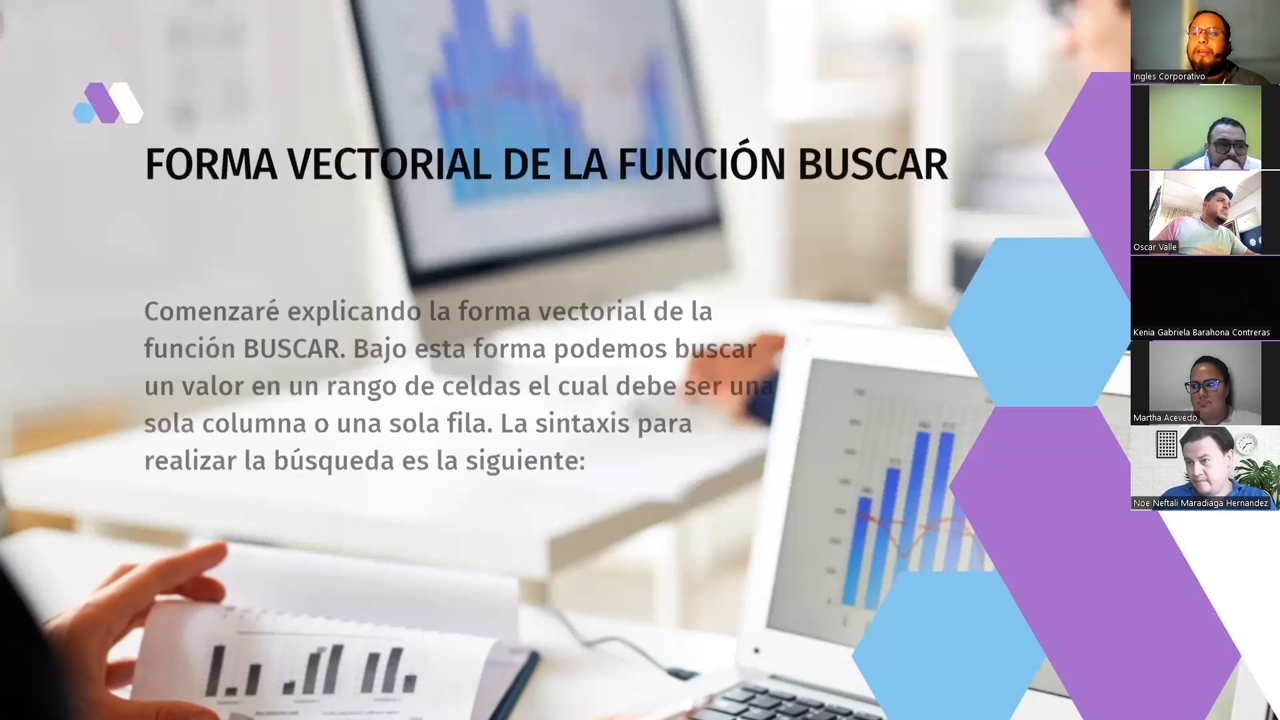 FORMA VECTORIAL DE LA FUNCIÓN BUSCAR
Comenzaré explicando la forma vectorial de la
función BUSCAR. Bajo esta forma podemos buscar
un valor en un rango de celdas el cual debe ser una
sola columna o una sola fila. La sintaxis para
realizar la búsqueda es la siguiente:
Ingles Corporativo
Oscar Valle
Kenia Gabriela Barahona Contreras
Martha Acevedo
Noe Neftali Maradiaga Hernandez